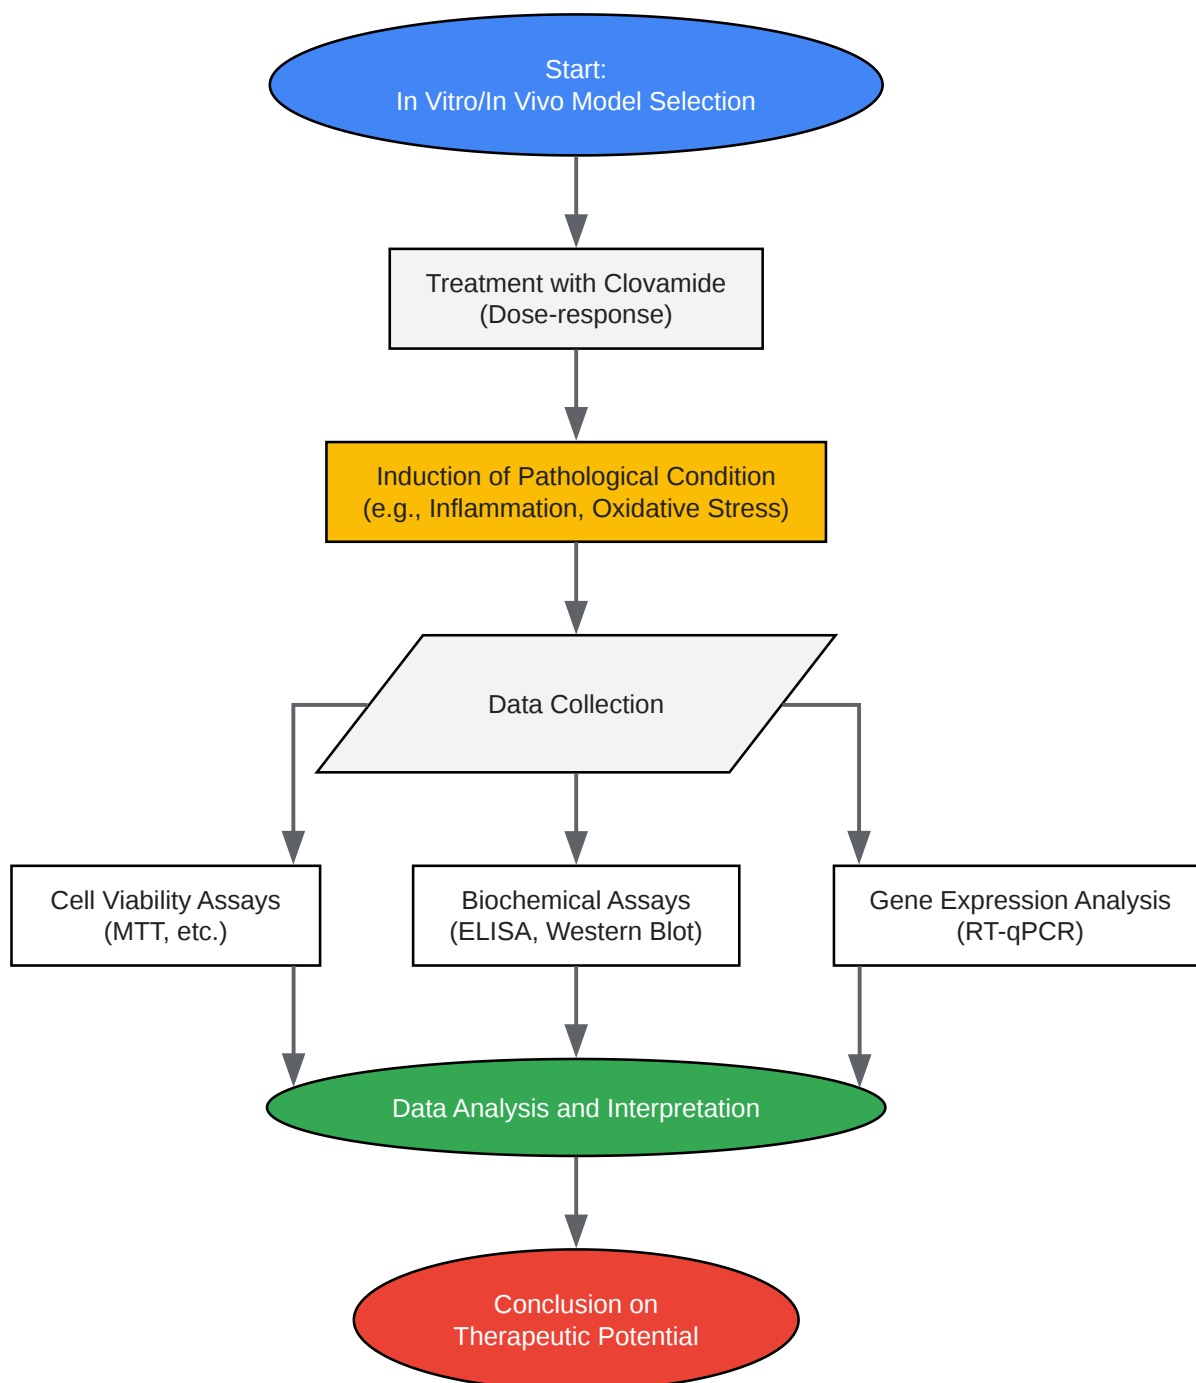 Start:
In Vitro/In Vivo Model Selection
Treatment with Clovamide
(Dose-response)
Induction of Pathological Condition
(e.g., Inflammation, Oxidative Stress)
Data Collection
Cell Viability Assays
(MTT, etc.)
Biochemical Assays
(ELISA, Western Blot)
Gene Expression Analysis
(RT-qPCR)
Data Analysis and Interpretation
Conclusion on
Therapeutic Potential